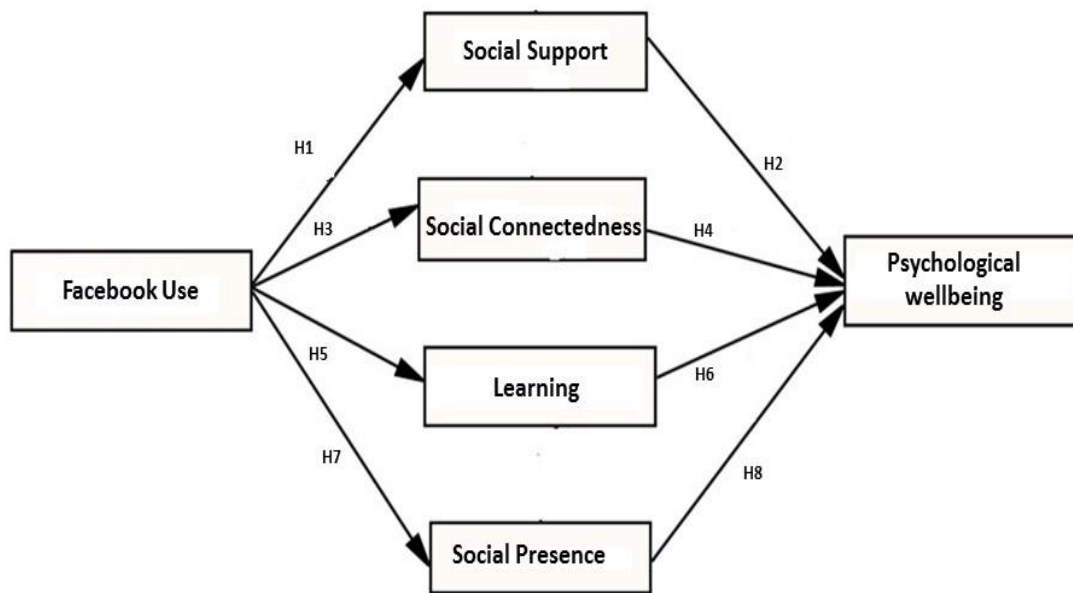 Social Support
H1
H2
Social Connectedness
H3
H4
Facebook Use
Psychological
wellbeing
H5
Learning
H6
H7
H8
Social Presence